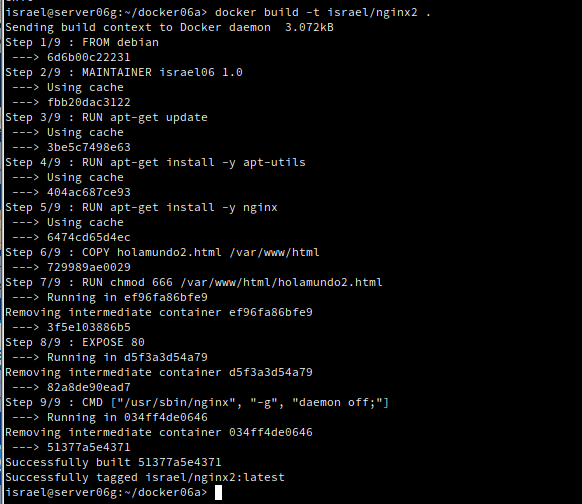 israel@server06g:~/docker06a> docker build -t israel/nginx2 .
Sending build context to Docker daemon  3.072kB
Step 1/9 : FROM debian
 ---> 6d6b00c22231
Step 2/9 : MAINTAINER israel06 1.0
 ---> Using cache
 ---> fbb20dac3122
Step 3/9 : RUN apt-get update
 ---> Using cache
 ---> 3be5c7498e63
Step 4/9 : RUN apt-get install -y apt-utils
 ---> Using cache
 ---> 404ac687ce93
Step 5/9 : RUN apt-get install -y nginx
 ---> Using cache
 ---> 6474cd65d4ec
Step 6/9 : COPY holamundo2.html /var/www/html
 ---> 729989ae0029
Step 7/9 : RUN chmod 666 /var/www/html/holamundo2.html
 ---> Running in ef96fa86bfe9
Removing intermediate container ef96fa86bfe9
 ---> 3f5e103886b5
Step 8/9 : EXPOSE 80
 ---> Running in d5f3a3d54a79
Removing intermediate container d5f3a3d54a79
 ---> 82a8de90ead7
Step 9/9 : CMD ["/usr/sbin/nginx", "-g", "daemon off;"]
 ---> Running in 034ff4de0646
Removing intermediate container 034ff4de0646
 ---> 51377a5e4371
Successfully built 51377a5e4371
Successfully tagged israel/nginx2:latest
israel@server06g:~/docker06a>